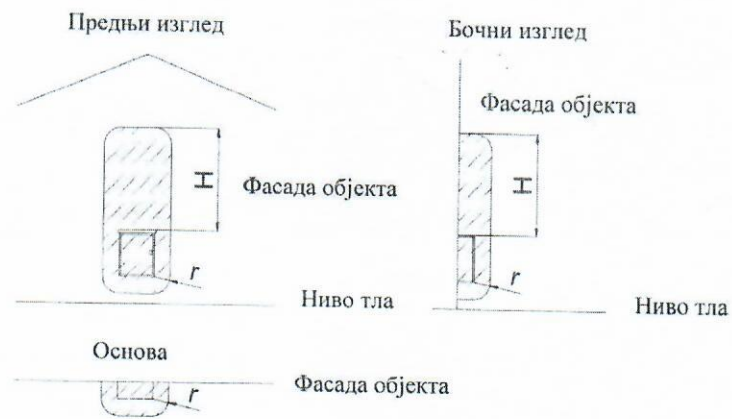 Предњи изглед
Бочни изглед
Фасада објекта
H
Фасада објекта
H
r
r
Ниво тла
Ниво тла
Основа
Фасада објекта
r